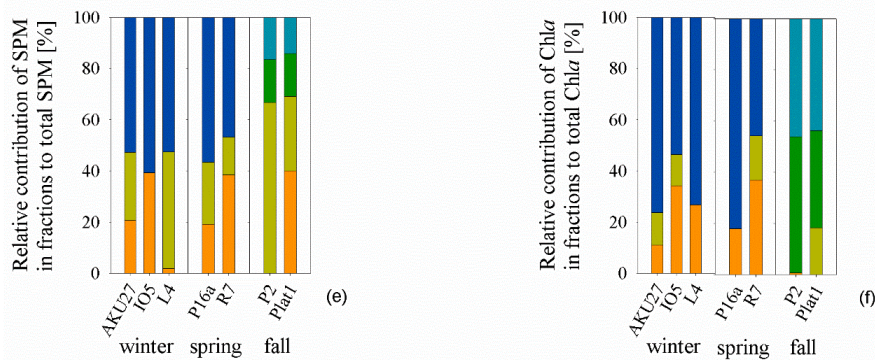 Relative contribution of SPM
in fractions to total SPM [%]
100
80
60
40
20
0
AKU27
IO5
L4
P16a
R7
P2
Plat1
winter
spring
fall
(e)
Relative contribution of Chla
in fractions to total Chla [%]
100
80
60
40
20
0
AKU27
IO5
L4
P16a
R7
P2
Plat1
winter
spring
fall
(f)